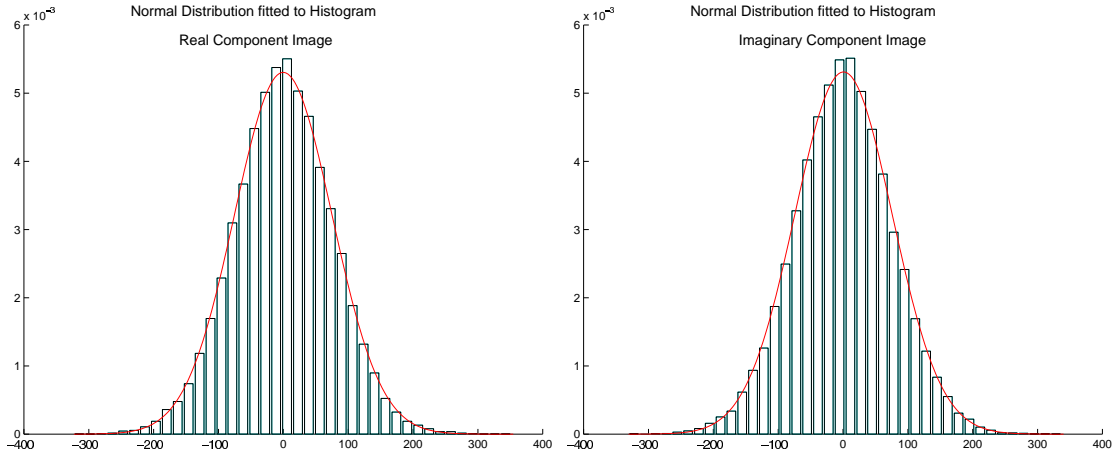 Normal Distribution fitted to Histogram
x 10⁻³
Real Component Image
6
5
4
3
2
1
0
−400 −300 −200 −100 0 100 200 300 400
Normal Distribution fitted to Histogram
x 10⁻³
Imaginary Component Image
6
5
4
3
2
1
0
−400 −300 −200 −100 0 100 200 300 400